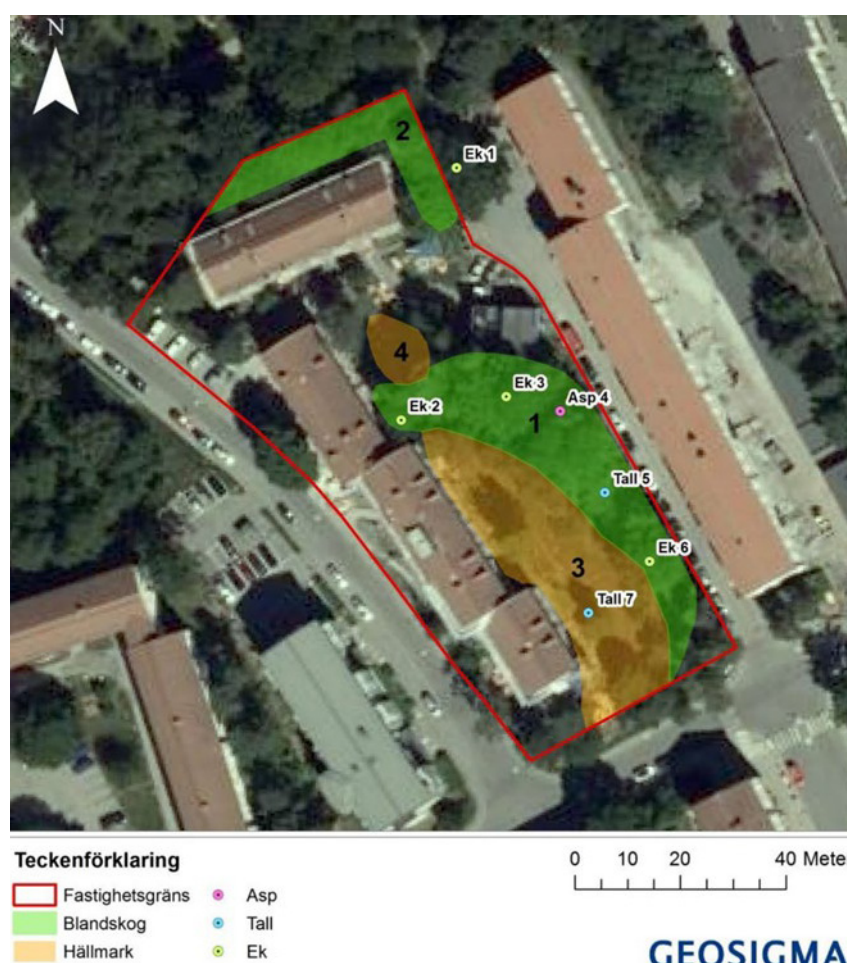 N
2
Ek 1
4
Ek 3
Asp 4
Ek 2
1
Tall 5
Ek 6
3
Tall 7
Teckenförklaring
Fastighetsgräns
Asp
Blandskog
Tall
Hällmark
Ek
0 10 20 40 Mete
GEOSIGMA